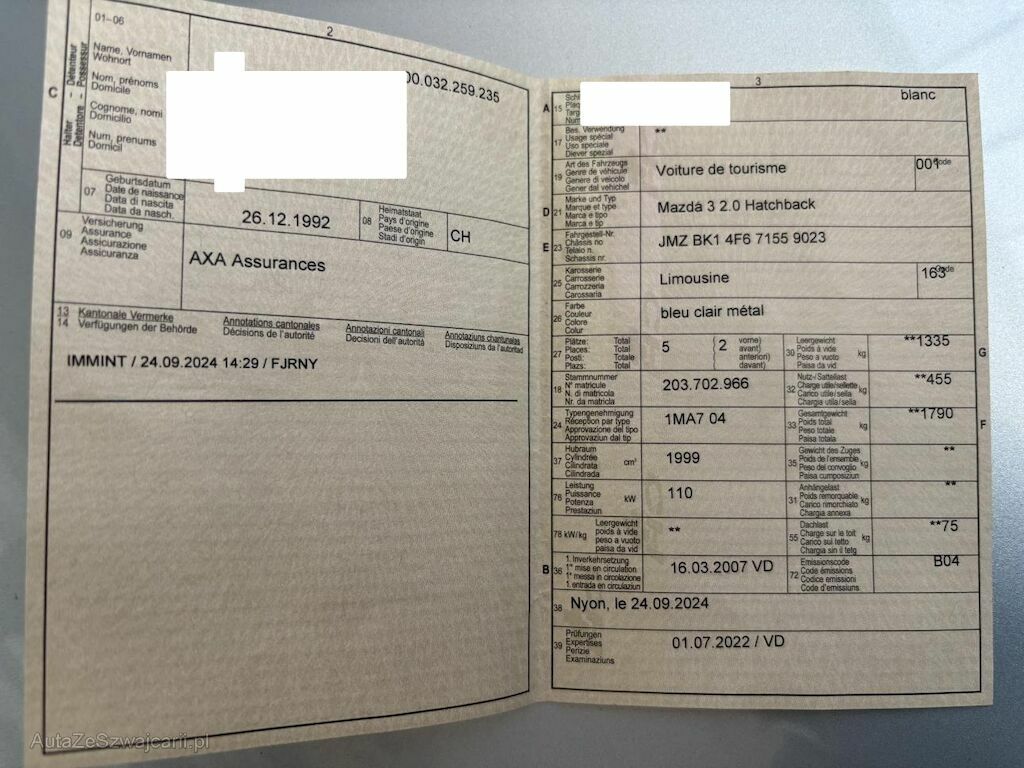 2
01-06
C
Halter - Détenteur
Detentore - Possessur
Name, Vornamen
Wohnort
Nom, prénoms
Domicile
Cognome, nomi
Domicilio
Num, prenums
Domicil
00.032.259.235
07
Geburtsdatum
Date de naissance
Data di nascita
Data da nasch.
26.12.1992
08
Heimatstaat
Pays d'origine
Paese d'origine
Stadi d'origin
CH
09
Versicherung
Assurance
Assicurazione
Assicuranza
AXA Assurances
13 Kantonale Vermerke
14 Verfügungen der Behörde
Annotations cantonales
Décisions de l'autorité
Annotazioni cantonali
Decisioni dell'autorità
Annotaziuns chantunalas
Disposiziuns da l'autoritad
IMMINT / 24.09.2024 14:29 / FJRNY
3
A
15
blanc
17
Bes. Verwendung
Usage spécial
Uso speciale
Diever spezial
**
19
Art des Fahrzeugs
Genre de véhicule
Genere di veicolo
Gener dal vehichel
Voiture de tourisme
001
Code
D
21
Marke und Typ
Marque et type
Marca e tipo
Marca e tip
Mazda 3 2.0 Hatchback
E
23
Fahrgestell-Nr.
Châssis no
Telaio n.
Schassis nr.
JMZ BK1 4F6 7155 9023
25
Karosserie
Carrosserie
Carrozzeria
Carossaria
Limousine
163
Code
26
Farbe
Couleur
Colore
Colur
bleu clair métal
27
Plätze: Total
Places: Total
Posti: Totale
Plazs: Total
5
2
vorne)
avant)
anteriori)
davant)
30
Leergewicht
Poids à vide
Peso a vuoto
Paisa da vid
kg
**1335
G
18
Stammnummer
N° matricule
N. di matricola
Nr. da matricla
203.702.966
32
Nutz-/Sattellast
Charge utile/sellette
Carico utile/sella
Chargia utila/sella
kg
**455
24
Typengenehmigung
Réception par type
Approvazione del tipo
Approvaziun dal tip
1MA7 04
33
Gesamtgewicht
Poids total
Peso totale
Paisa totala
kg
**1790
F
37
Hubraum
Cylindrée
Cilindrata
Cilindrada
cm³
1999
35
Gewicht des Zuges
Poids de l'ensemble
Peso del convoglio
Paisa cumposiziun
kg
**
76
Leistung
Puissance
Potenza
Prestaziun
kW
110
31
Anhängelast
Poids remorquable
Carico rimorchiato
Chargia annexa
kg
**
78 kW/kg
Leergewicht
poids à vide
peso a vuoto
paisa da vid
**
55
Dachlast
Charge sur le toit
Carico sul tetto
Chargia sin il tetg
kg
**75
B
36
1. Inverkehrsetzung
1re mise en circulation
1a messa in circolazione
1. entrada en circulaziun
16.03.2007 VD
72
Emissionscode
Code émissions
Codice emissioni
Code d'emissiuns
B04
38
Nyon, le 24.09.2024
39
Prüfungen
Expertises
Perizie
Examinaziuns
01.07.2022 / VD
AutaZeSzwajcarii.pl